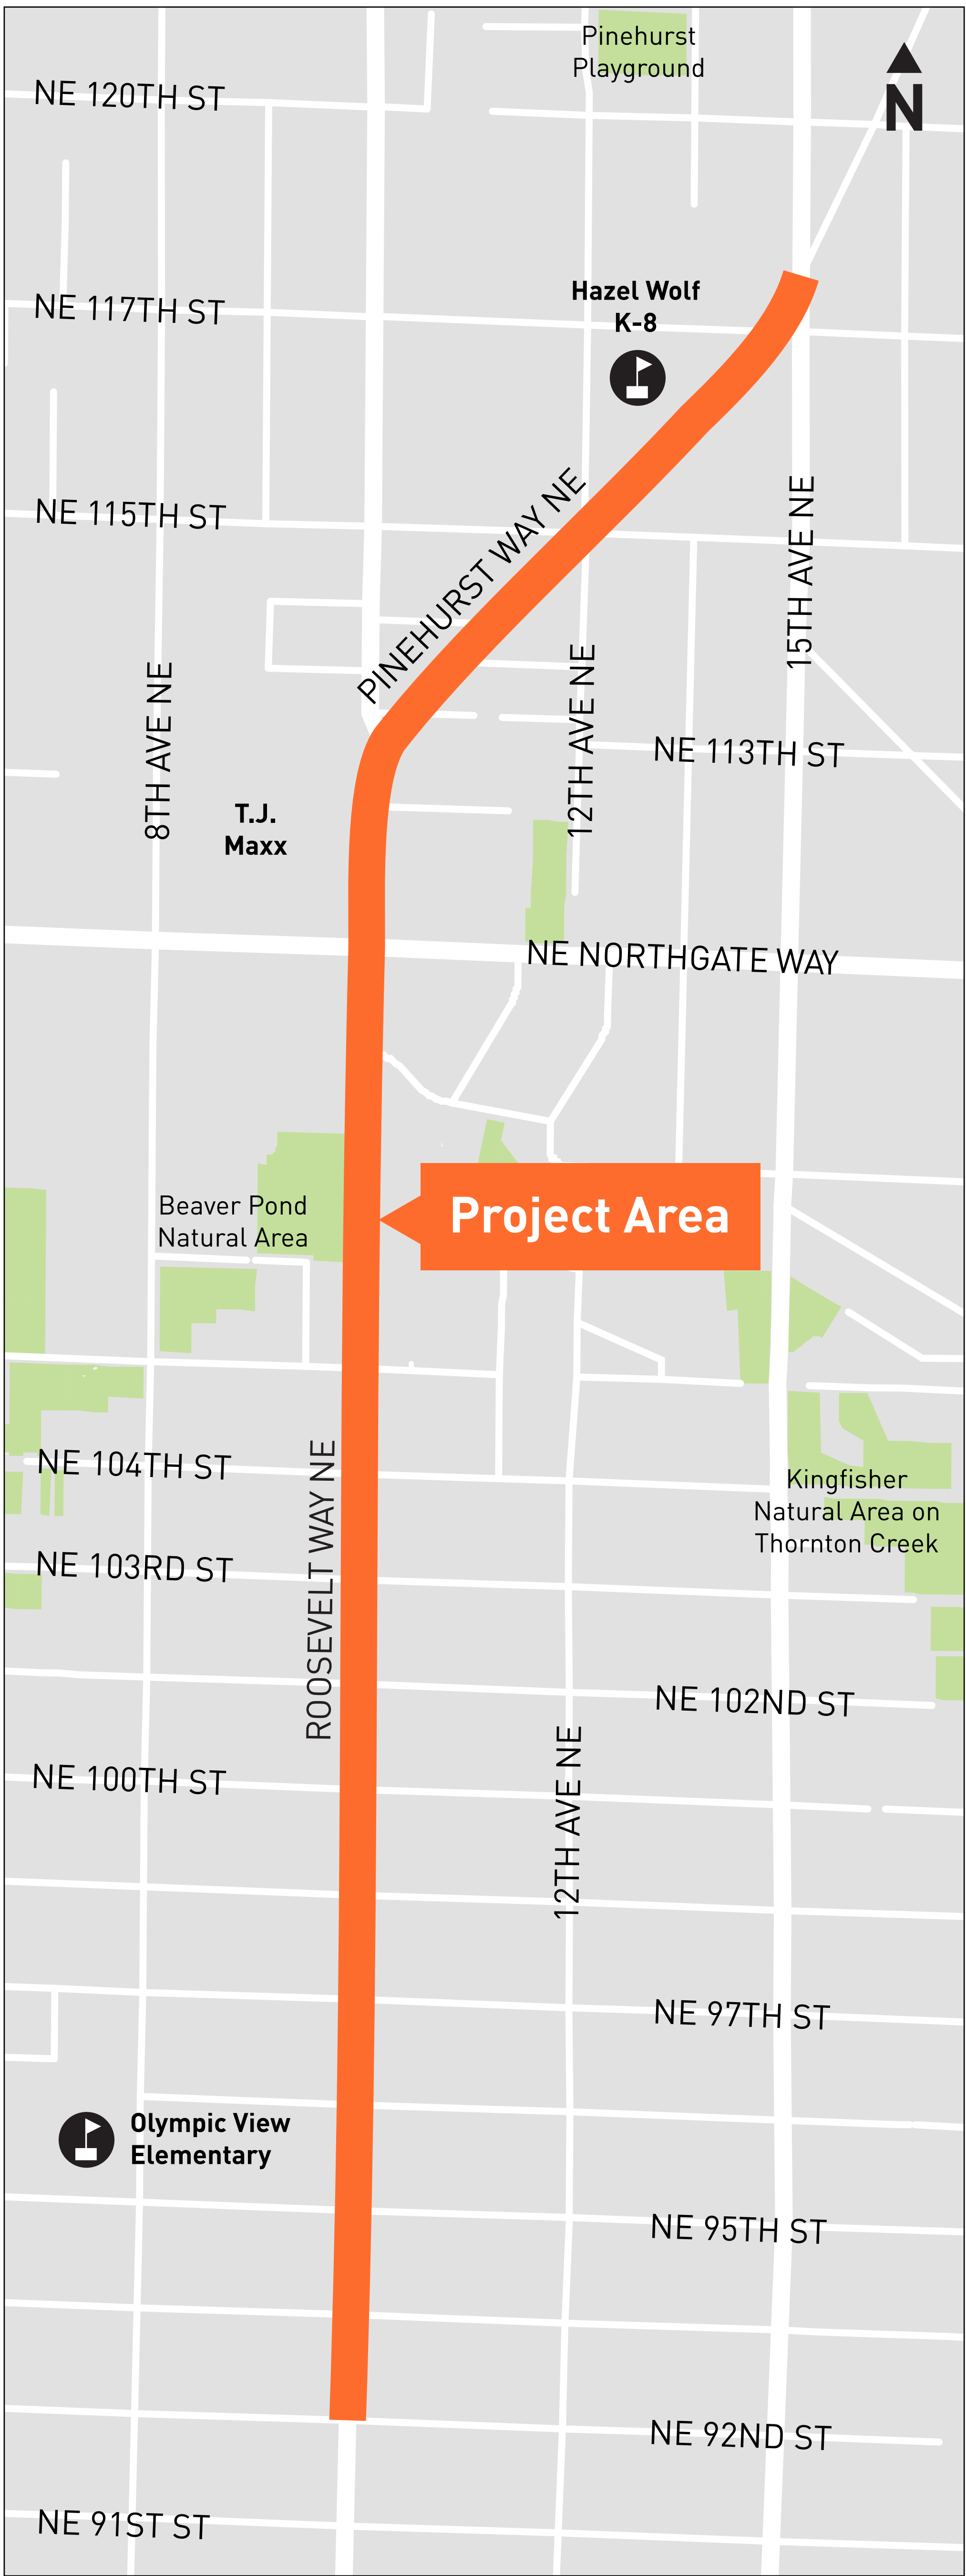 Pinehurst
Playground
N
NE 120TH ST
Hazel Wolf
K-8
NE 117TH ST
NE 115TH ST
PINEHURST WAY NE
15TH AVE NE
8TH AVE NE
12TH AVE NE
NE 113TH ST
T.J.
Maxx
NE NORTHGATE WAY
Beaver Pond
Natural Area
Project Area
NE 104TH ST
ROOSEVELT WAY NE
Kingfisher
Natural Area on
Thornton Creek
NE 103RD ST
NE 102ND ST
NE 100TH ST
12TH AVE NE
NE 97TH ST
Olympic View
Elementary
NE 95TH ST
NE 92ND ST
NE 91ST ST